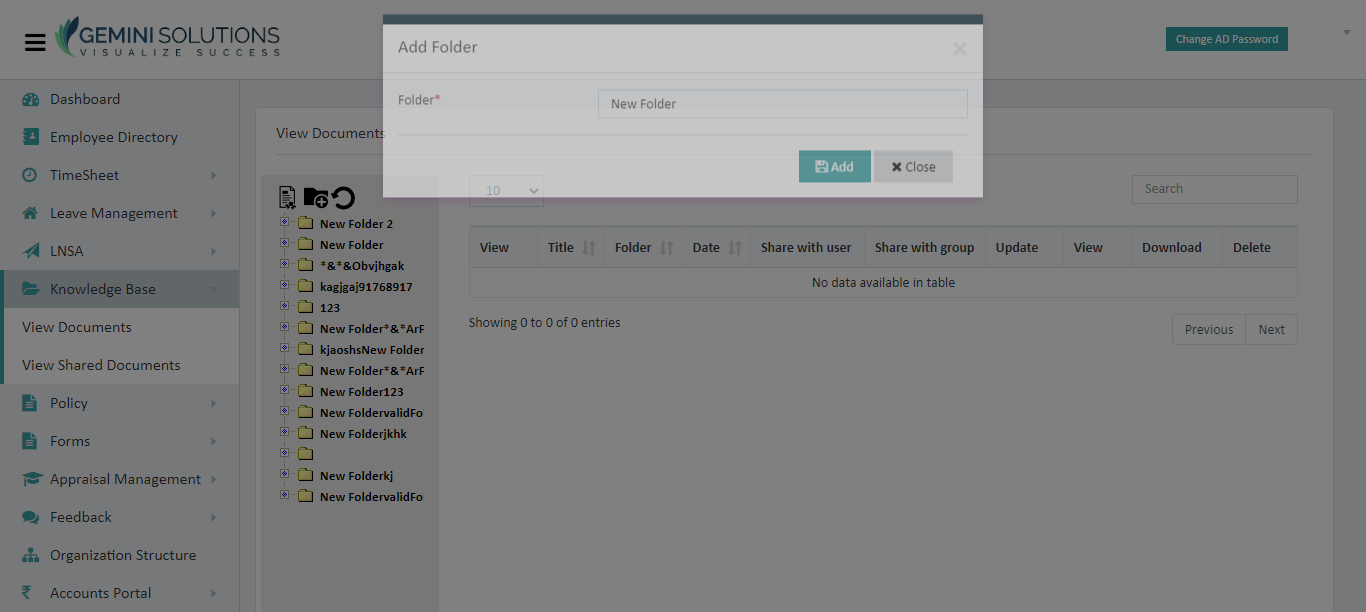 GEMINI SOLUTIONS
VISUALIZE SUCCESS
Change AD Password
Add Folder
×
Folder*
New Folder
Add
Close
Dashboard
Employee Directory
TimeSheet
Leave Management
LNSA
Knowledge Base
View Documents
View Shared Documents
Policy
Forms
Appraisal Management
Feedback
Organization Structure
Accounts Portal
View Documents
New Folder 2
New Folder
*&*&Obvjhgak
kagjgaj91768917
123
New Folder*&*ArF
kjaoshsNew Folder
New Folder*&*ArF
New Folder123
New FoldervalidFo
New Folderjkhk
New Folderkj
New FoldervalidFo
10
Search
View Title Folder Date Share with user Share with group Update View Download Delete
No data available in table
Showing 0 to 0 of 0 entries
Previous Next